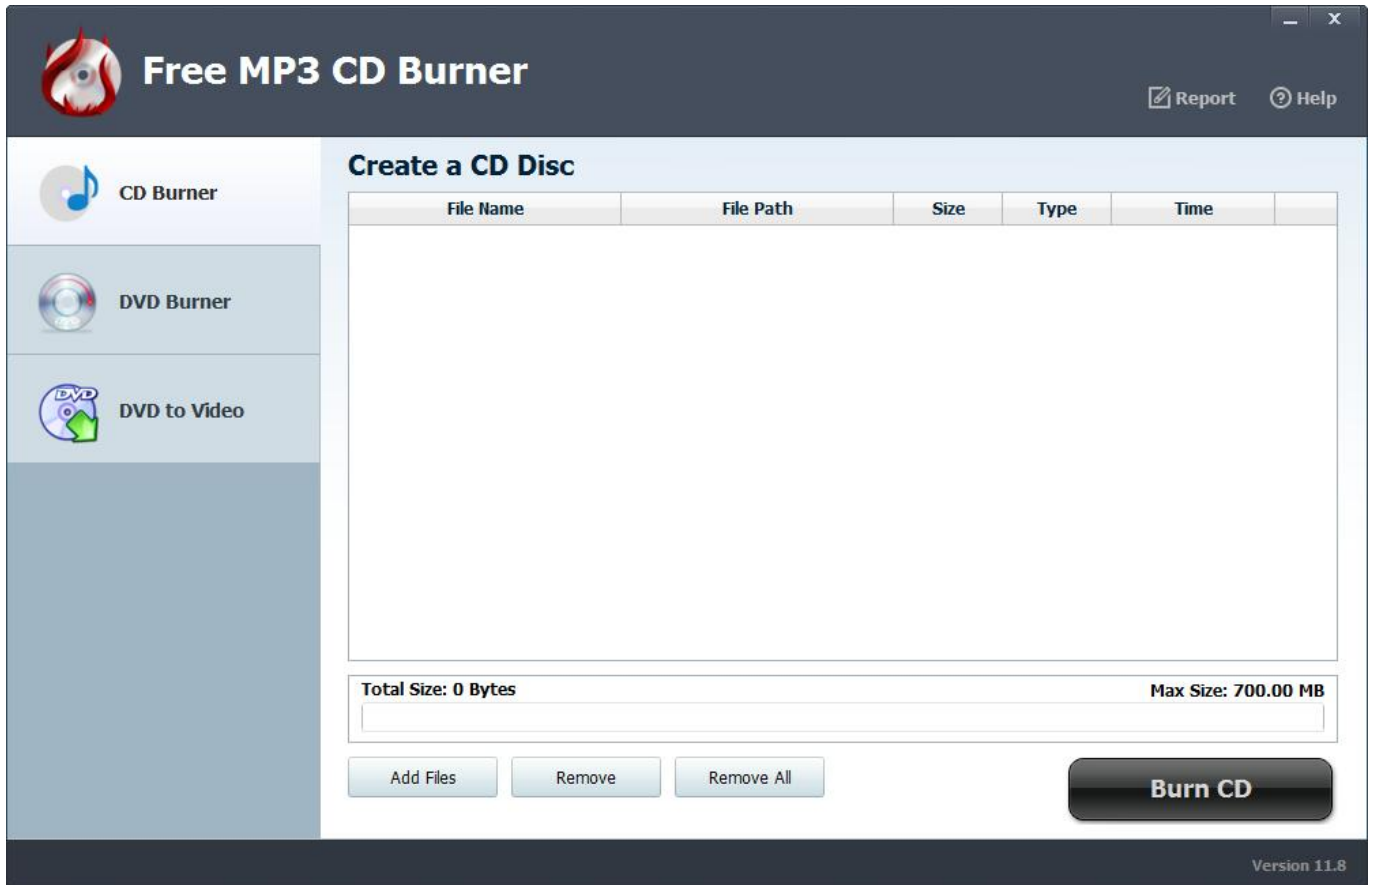 Free MP3 CD Burner
Report
Help
CD Burner
DVD Burner
DVD
DVD to Video
Create a CD Disc
File Name File Path Size Type Time
Total Size: 0 Bytes Max Size: 700.00 MB
Add Files Remove Remove All
Burn CD
Version 11.8